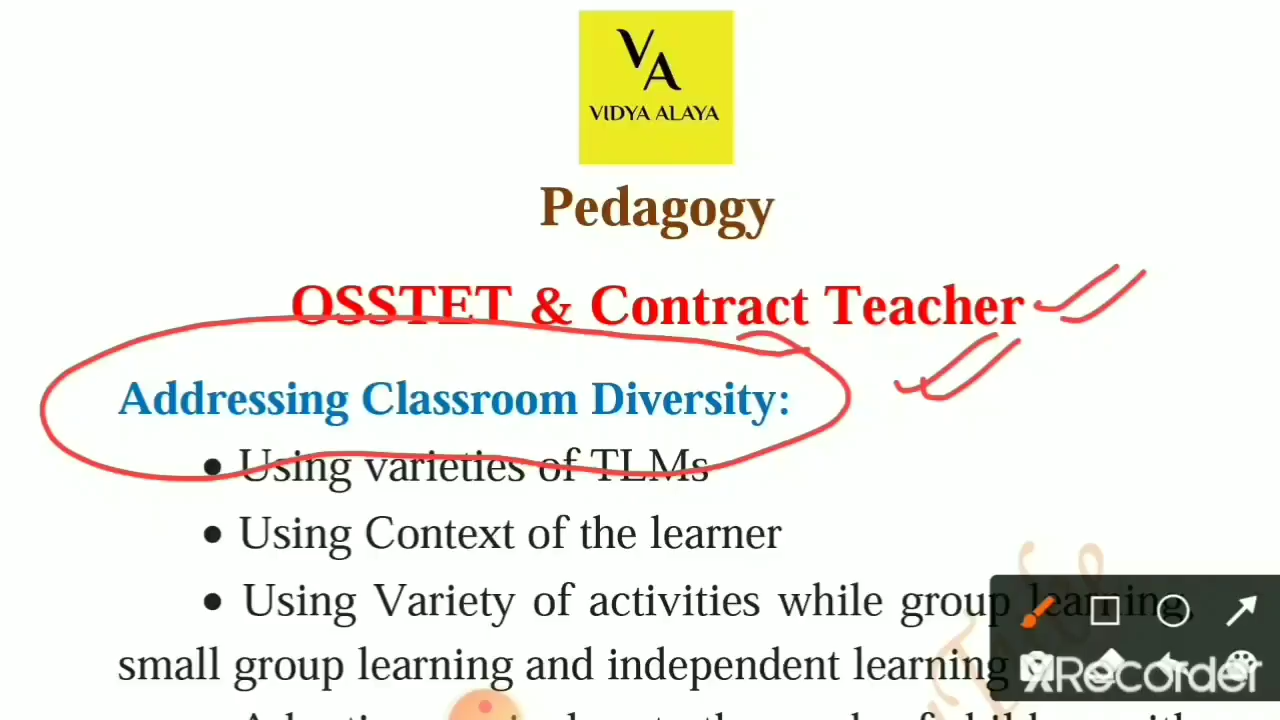 VA
VIDYA ALAYA
Pedagogy
OSSTET & Contract Teacher
Addressing Classroom Diversity:
• Using varieties of TLMs
• Using Context of the learner
• Using Variety of activities while group learning,
small group learning and independent learning
XRecorder